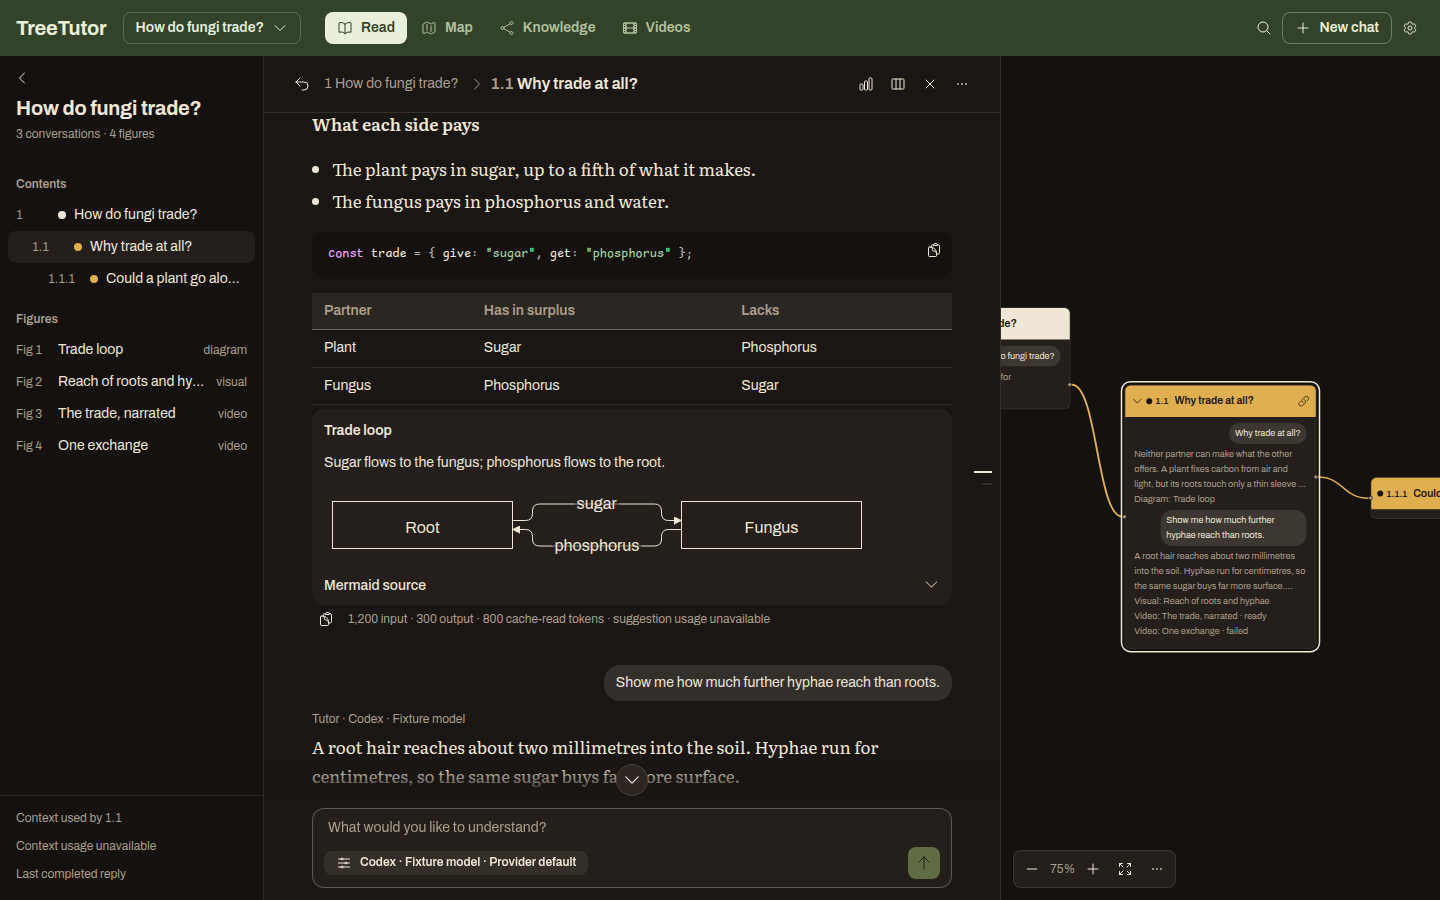 TreeTutor
How do fungi trade?
Read
Map
Knowledge
Videos
New chat
How do fungi trade?
3 conversations · 4 figures
Contents
1 How do fungi trade?
1.1 Why trade at all?
1.1.1 Could a plant go alo...
Figures
Fig 1 Trade loop diagram
Fig 2 Reach of roots and hy... visual
Fig 3 The trade, narrated video
Fig 4 One exchange video
Context used by 1.1
Context usage unavailable
Last completed reply
1 How do fungi trade? 1.1 Why trade at all?
What each side pays
The plant pays in sugar, up to a fifth of what it makes.
The fungus pays in phosphorus and water.
const trade = { give: "sugar", get: "phosphorus" };
Partner Has in surplus Lacks
Plant Sugar Phosphorus
Fungus Phosphorus Sugar
Trade loop
Sugar flows to the fungus; phosphorus flows to the root.
sugar
Root
Fungus
phosphorus
Mermaid source
1,200 input · 300 output · 800 cache-read tokens · suggestion usage unavailable
Show me how much further hyphae reach than roots.
Tutor · Codex · Fixture model
A root hair reaches about two millimetres into the soil. Hyphae run for
centimetres, so the same sugar buys fa ore surface.
What would you like to understand?
Codex · Fixture model · Provider default
de?
o fungi trade?
for
1.1 Why trade at all?
Why trade at all?
Neither partner can make what the other
offers. A plant fixes carbon from air and
light, but its roots touch only a thin sleeve ...
Diagram: Trade loop
Show me how much further
hyphae reach than roots.
A root hair reaches about two millimetres
into the soil. Hyphae run for centimetres, so
the same sugar buys far more surface....
Visual: Reach of roots and hyphae
Video: The trade, narrated · ready
Video: One exchange · failed
1.1.1 Could
75%